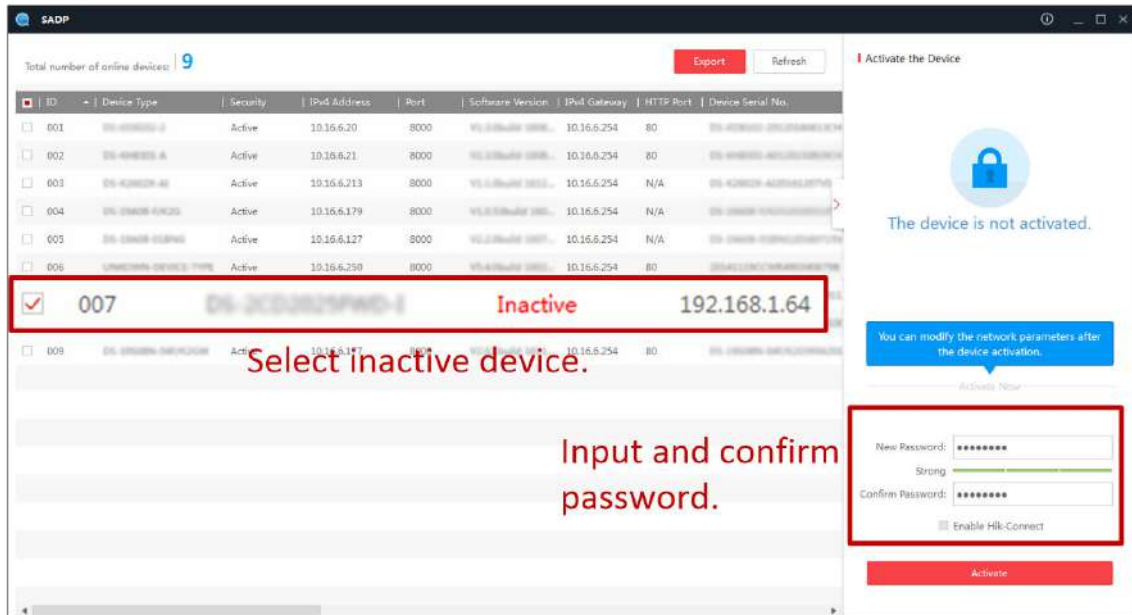 SADP
Total number of online devices: 9
Export
Refresh
ID Device Type Security IPv4 Address Port Software Version IPv4 Gateway HTTP Port Device Serial No.
001 Active 10.16.6.20 8000 10.16.6.254 80
002 Active 10.16.6.21 8000 10.16.6.254 80
003 Active 10.16.6.213 8000 10.16.6.254 N/A
004 Active 10.16.6.179 8000 10.16.6.254 N/A
005 Active 10.16.6.127 8000 10.16.6.254 N/A
006 Active 10.16.6.250 8000 10.16.6.254 80
007 Inactive 192.168.1.64
009 10.16.6.254 80
Select inactive device.
Input and confirm
password.
Activate the Device
The device is not activated.
You can modify the network parameters after
the device activation.
Activate Now
New Password:
Strong
Confirm Password:
Enable Hik-Connect
Activate